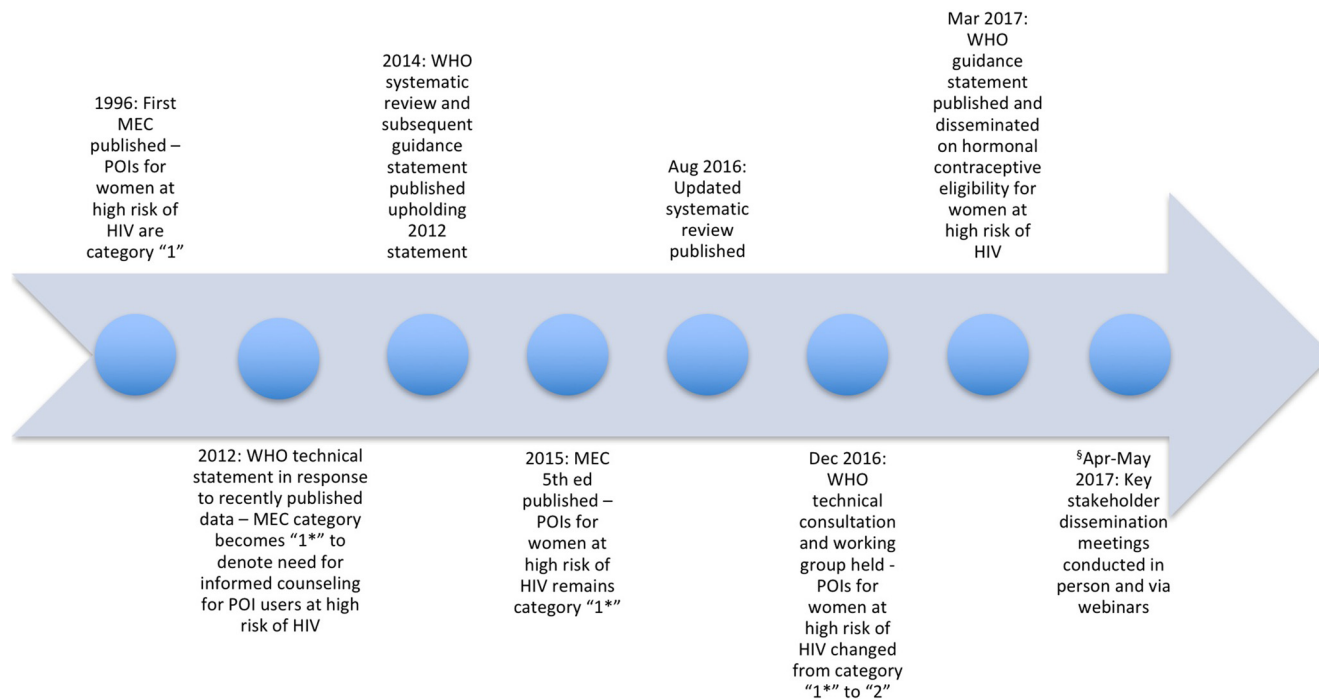 1996: First
MEC
published –
POIs for
women at
high risk of
HIV are
category “1”
2012: WHO technical
statement in response
to recently published
data – MEC category
becomes “1*” to
denote need for
informed counseling
for POI users at high
risk of HIV
2014: WHO
systematic
review and
subsequent
guidance
statement
published
upholding
2012
statement
2015: MEC
5th ed
published –
POIs for
women at
high risk of
HIV remains
category “1*”
Aug 2016:
Updated
systematic
review
published
Dec 2016:
WHO
technical
consultation
and working
group held -
POIs for
women at
high risk of
HIV changed
from category
“1*” to “2”
Mar 2017:
WHO
guidance
statement
published and
disseminated
on hormonal
contraceptive
eligibility for
women at
high risk of
HIV
§Apr-May
2017: Key
stakeholder
dissemination
meetings
conducted in
person and via
webinars